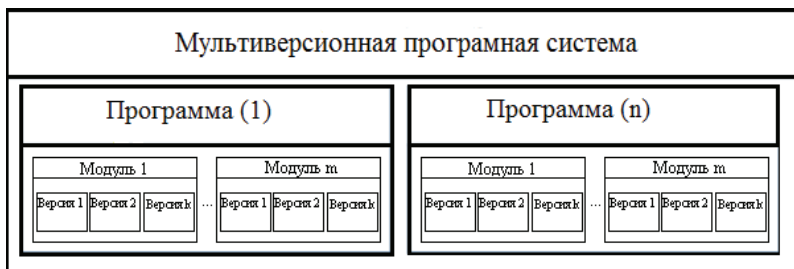 Мультиверсионная програмная система
Программа (1) Программа (n)
Модуль 1 Модуль m Модуль 1 Модуль m
Версия 1 Версия 2 Версия k ... Версия 1 Версия 2 Версия k Версия 1 Версия 2 Версия k ... Версия 1 Версия 2 Версия k